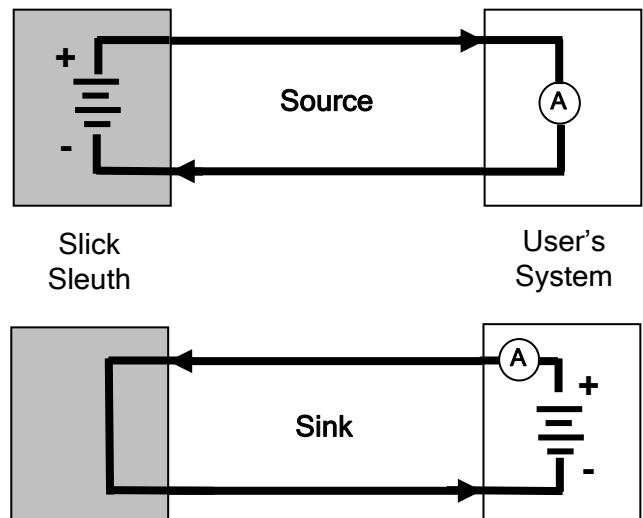 +
Source
A
-
Slick
Sleuth
User's
System
A
+
Sink
-